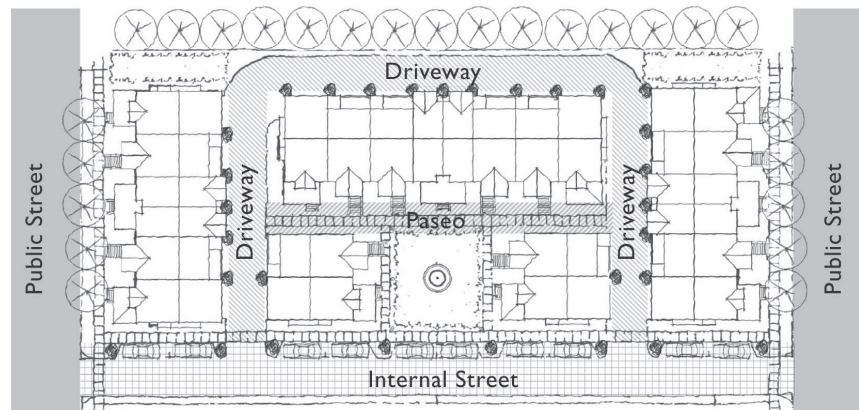 Driveway
Public Street
Driveway
Paseo
Driveway
Public Street
Internal Street